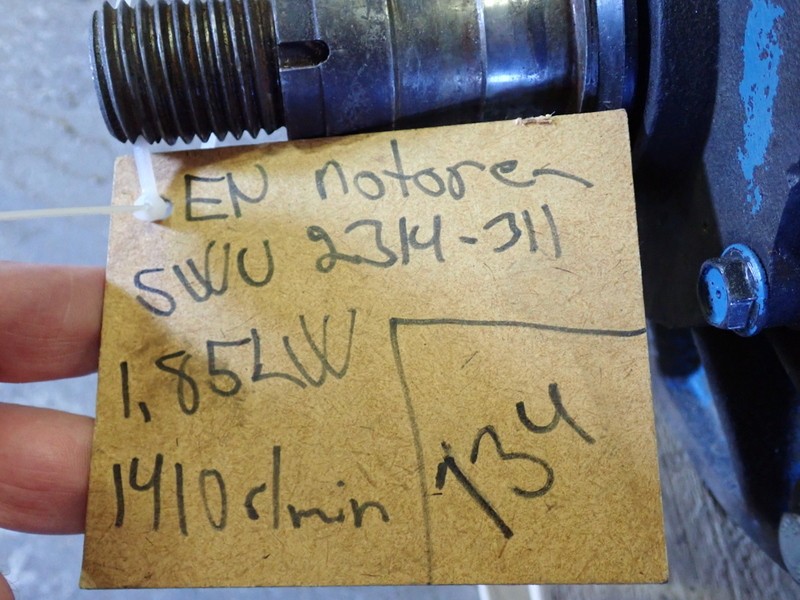 EN motoren
SWU 2314-311
1,85kW
1410 r/min
134